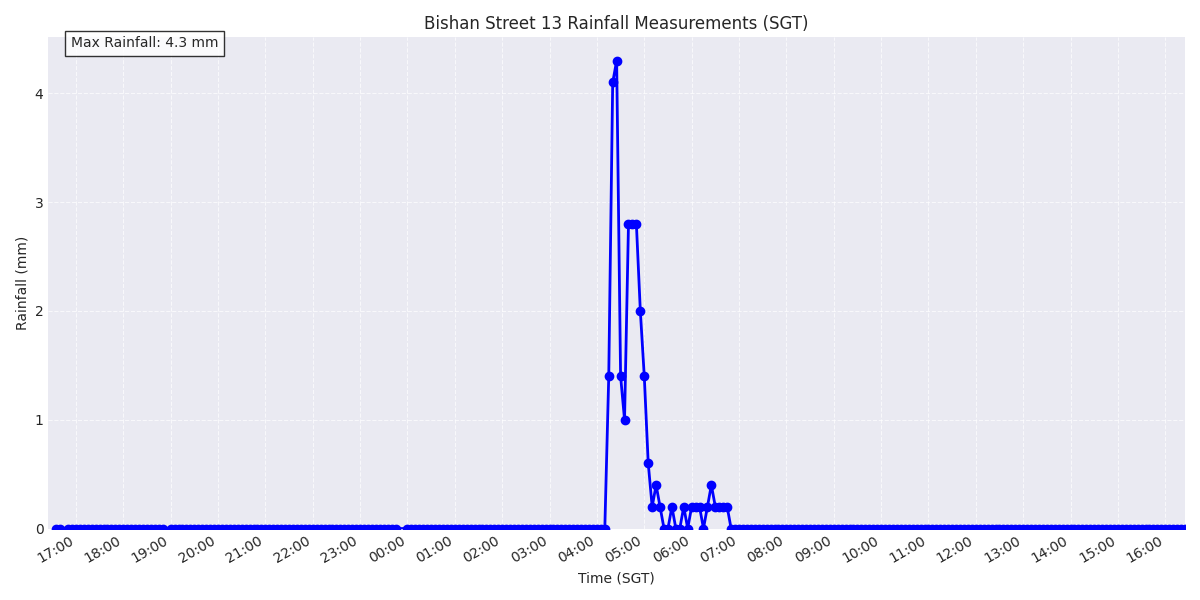 Bishan Street 13 Rainfall Measurements (SGT)
Max Rainfall: 4.3 mm
Rainfall (mm)
4
3
2
1
0
17:00 18:00 19:00 20:00 21:00 22:00 23:00 00:00 01:00 02:00 03:00 04:00 05:00 06:00 07:00 08:00 09:00 10:00 11:00 12:00 13:00 14:00 15:00 16:00
Time (SGT)